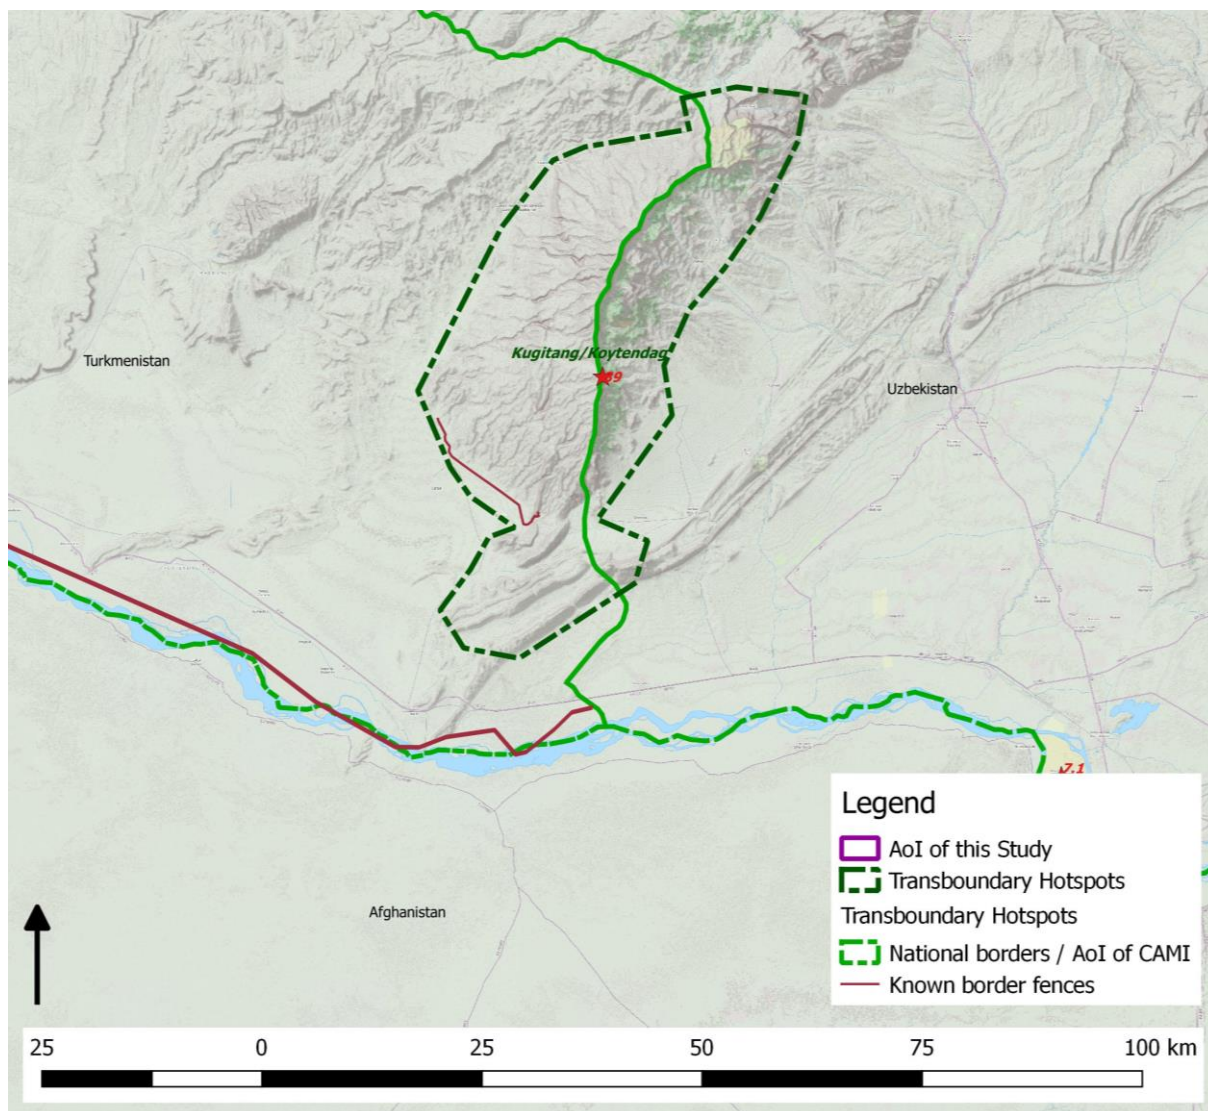 Kugitang/Koytendag
Turkmenistan
39
Uzbekistan
7.1
Legend
AoI of this Study
Transboundary Hotspots
Transboundary Hotspots
National borders / AoI of CAMI
Known border fences
Afghanistan
25 0 25 50 75 100 km